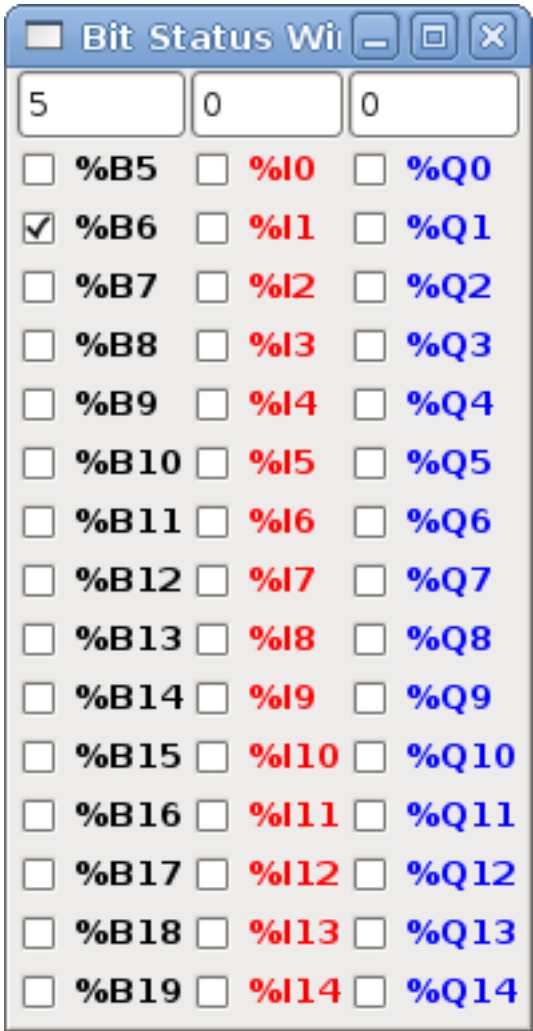 Bit Status Wi
5 0 0
%B5 %I0 %Q0
%B6 %I1 %Q1
%B7 %I2 %Q2
%B8 %I3 %Q3
%B9 %I4 %Q4
%B10 %I5 %Q5
%B11 %I6 %Q6
%B12 %I7 %Q7
%B13 %I8 %Q8
%B14 %I9 %Q9
%B15 %I10 %Q10
%B16 %I11 %Q11
%B17 %I12 %Q12
%B18 %I13 %Q13
%B19 %I14 %Q14